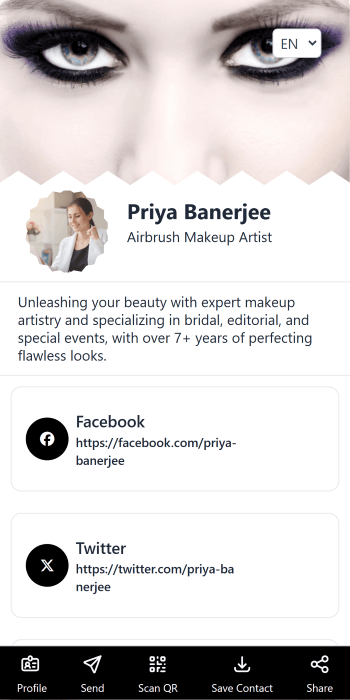 EN
Priya Banerjee
Airbrush Makeup Artist
Unleashing your beauty with expert makeup
artistry and specializing in bridal, editorial, and
special events, with over 7+ years of perfecting
flawless looks.
Facebook
https://facebook.com/priya-
banerjee
Twitter
https://twitter.com/priya-ba
nerjee
Profile
Send
Scan QR
Save Contact
Share